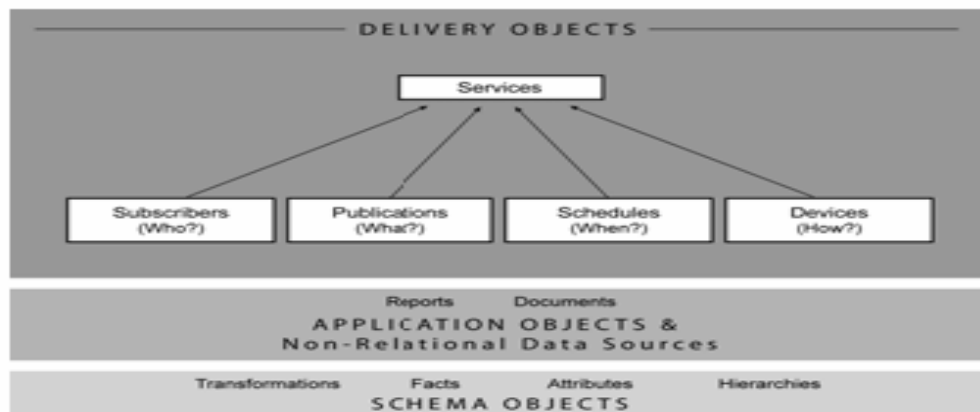 DELIVERY OBJECTS
Services
Subscribers
(Who?)
Publications
(What?)
Schedules
(When?)
Devices
(How?)
Reports Documents
APPLICATION OBJECTS &
Non-Relational Data Sources
Transformations Facts Attributes Hierarchies
SCHEMA OBJECTS